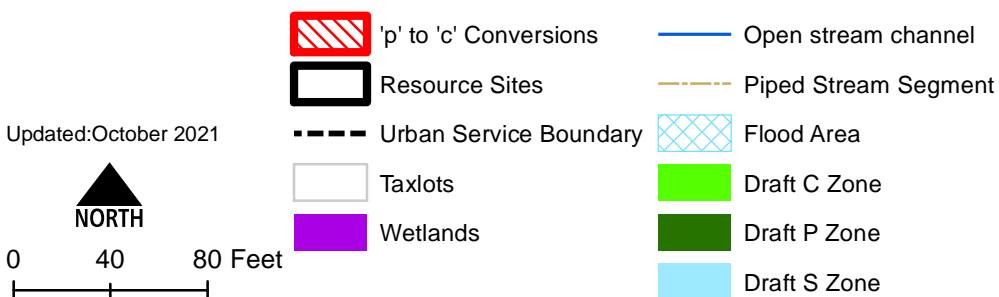 Updated:October 2021
NORTH
0 40 80 Feet
'p' to 'c' Conversions
Resource Sites
Urban Service Boundary
Taxlots
Wetlands
Open stream channel
Piped Stream Segment
Flood Area
Draft C Zone
Draft P Zone
Draft S Zone